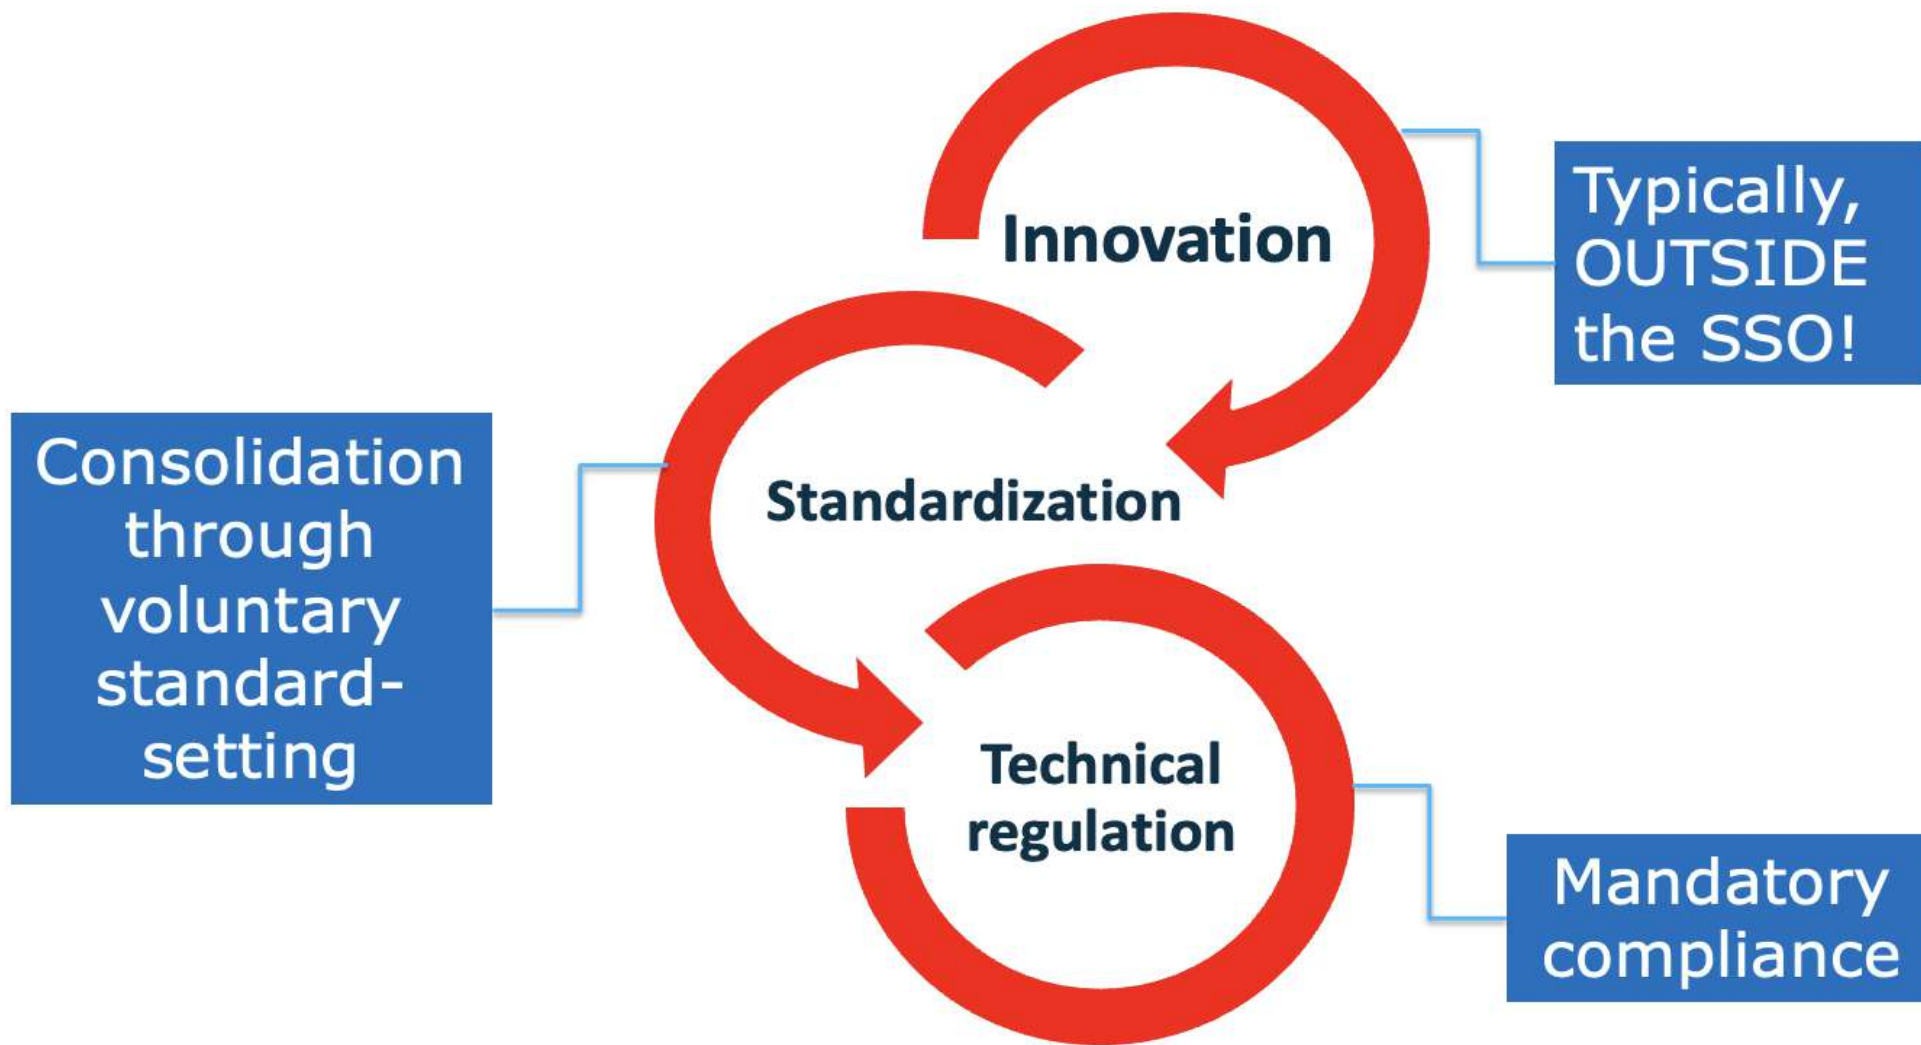 Innovation
Typically,
OUTSIDE
the SSO!
Standardization
Consolidation
through
voluntary
standard-
setting
Technical
regulation
Mandatory
compliance